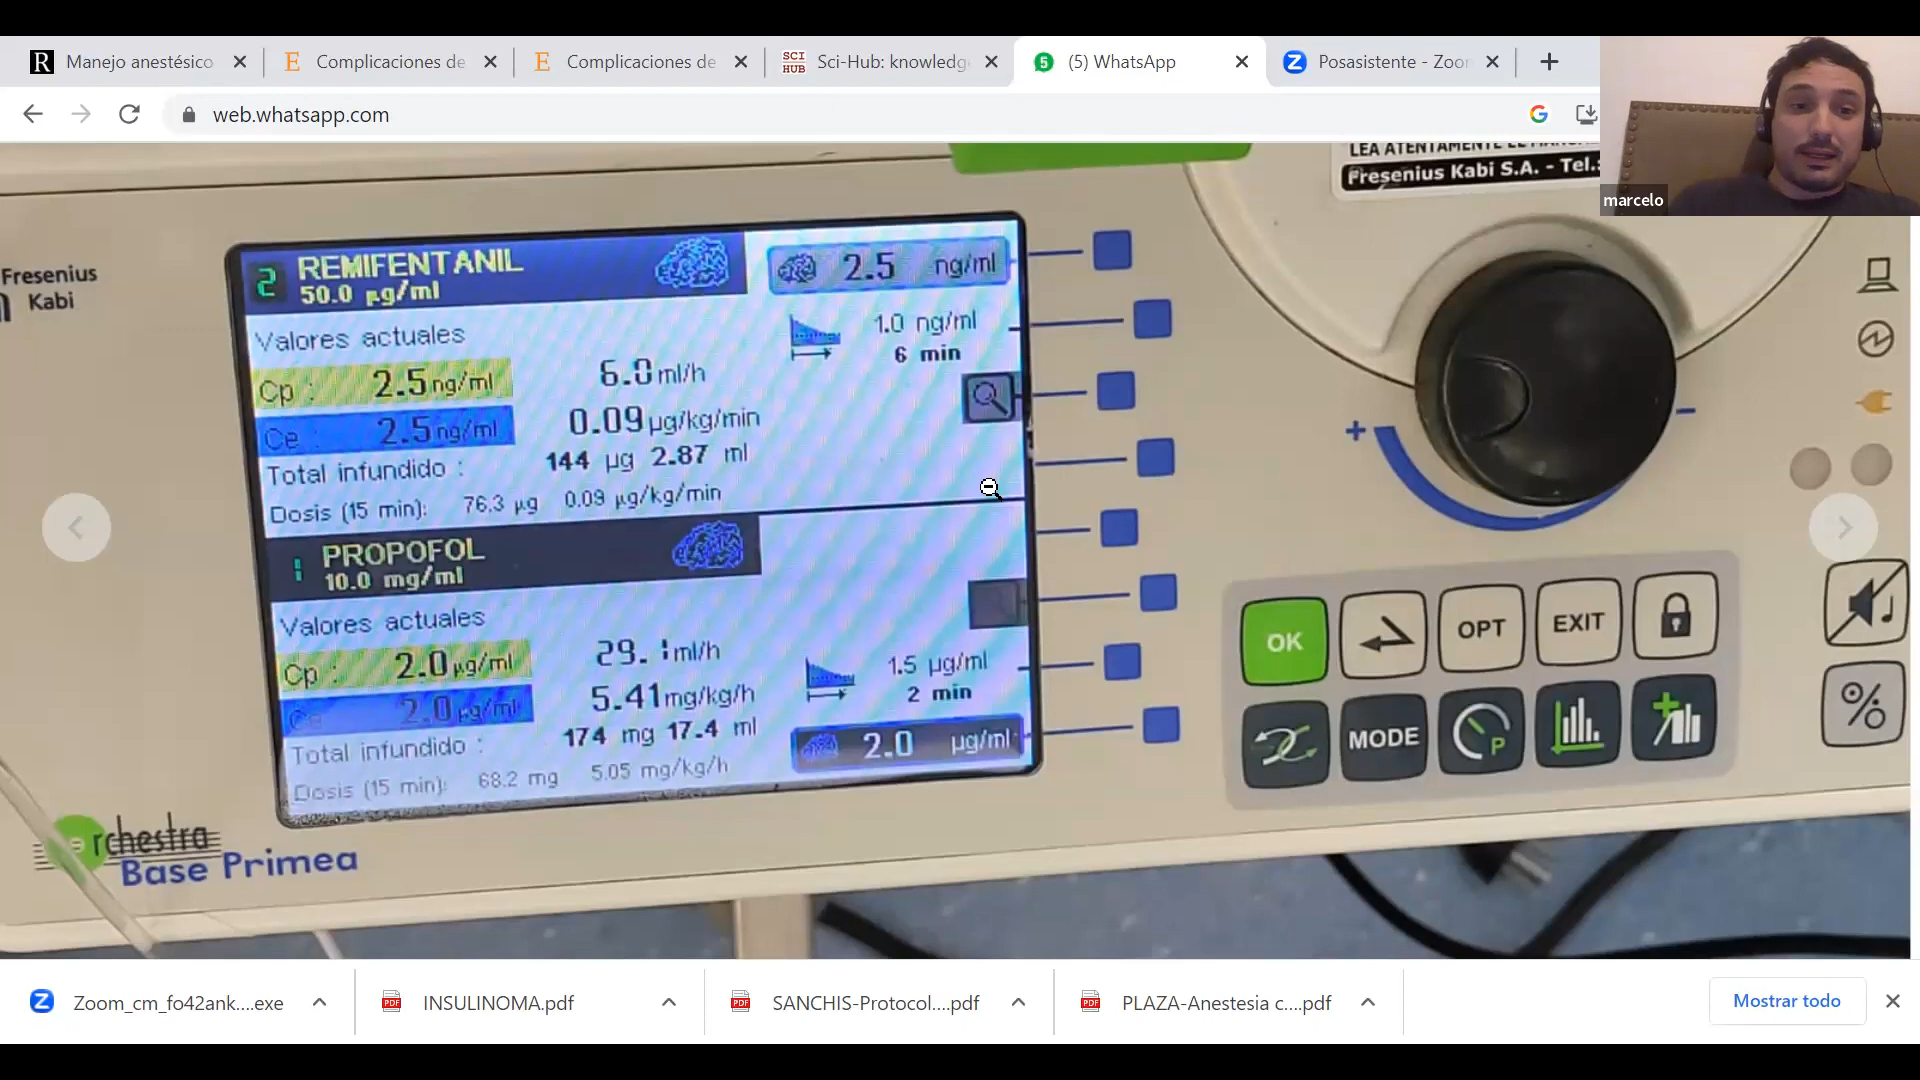 Manejo anestésico
Complicaciones de
Complicaciones de
SCI
HUB
Sci-Hub: knowledg
5
(5) WhatsApp
Posasistente - Zoor
web.whatsapp.com
marcelo
LEA ATENTAMENTE
Fresenius Kabi S.A. - Tel.:
Fresenius
Kabi
2
REMIFENTANIL
50.0 µg/ml
2.5 ng/ml
Valores actuales
1.0 ng/ml
6 min
Cp : 2.5 ng/ml
6.0 ml/h
Ce : 2.5 ng/ml
0.09 µg/kg/min
Total infundido :
144 µg 2.87 ml
Dosis (15 min): 76.3 µg 0.09 µg/kg/min
1
PROPOFOL
10.0 mg/ml
Valores actuales
Cp : 2.0 µg/ml
29.1 ml/h
1.5 µg/ml
2 min
Ce : 2.0 µg/ml
5.41 mg/kg/h
Total infundido :
174 mg 17.4 ml
2.0 µg/ml
Dosis (15 min): 68.2 mg 5.05 mg/kg/h
+
-
OK
OPT
EXIT
MODE
P
%
orchestra
Base Primea
Zoom_cm_fo42ank....exe
INSULINOMA.pdf
SANCHIS-Protocol....pdf
PLAZA-Anestesia c....pdf
Mostrar todo